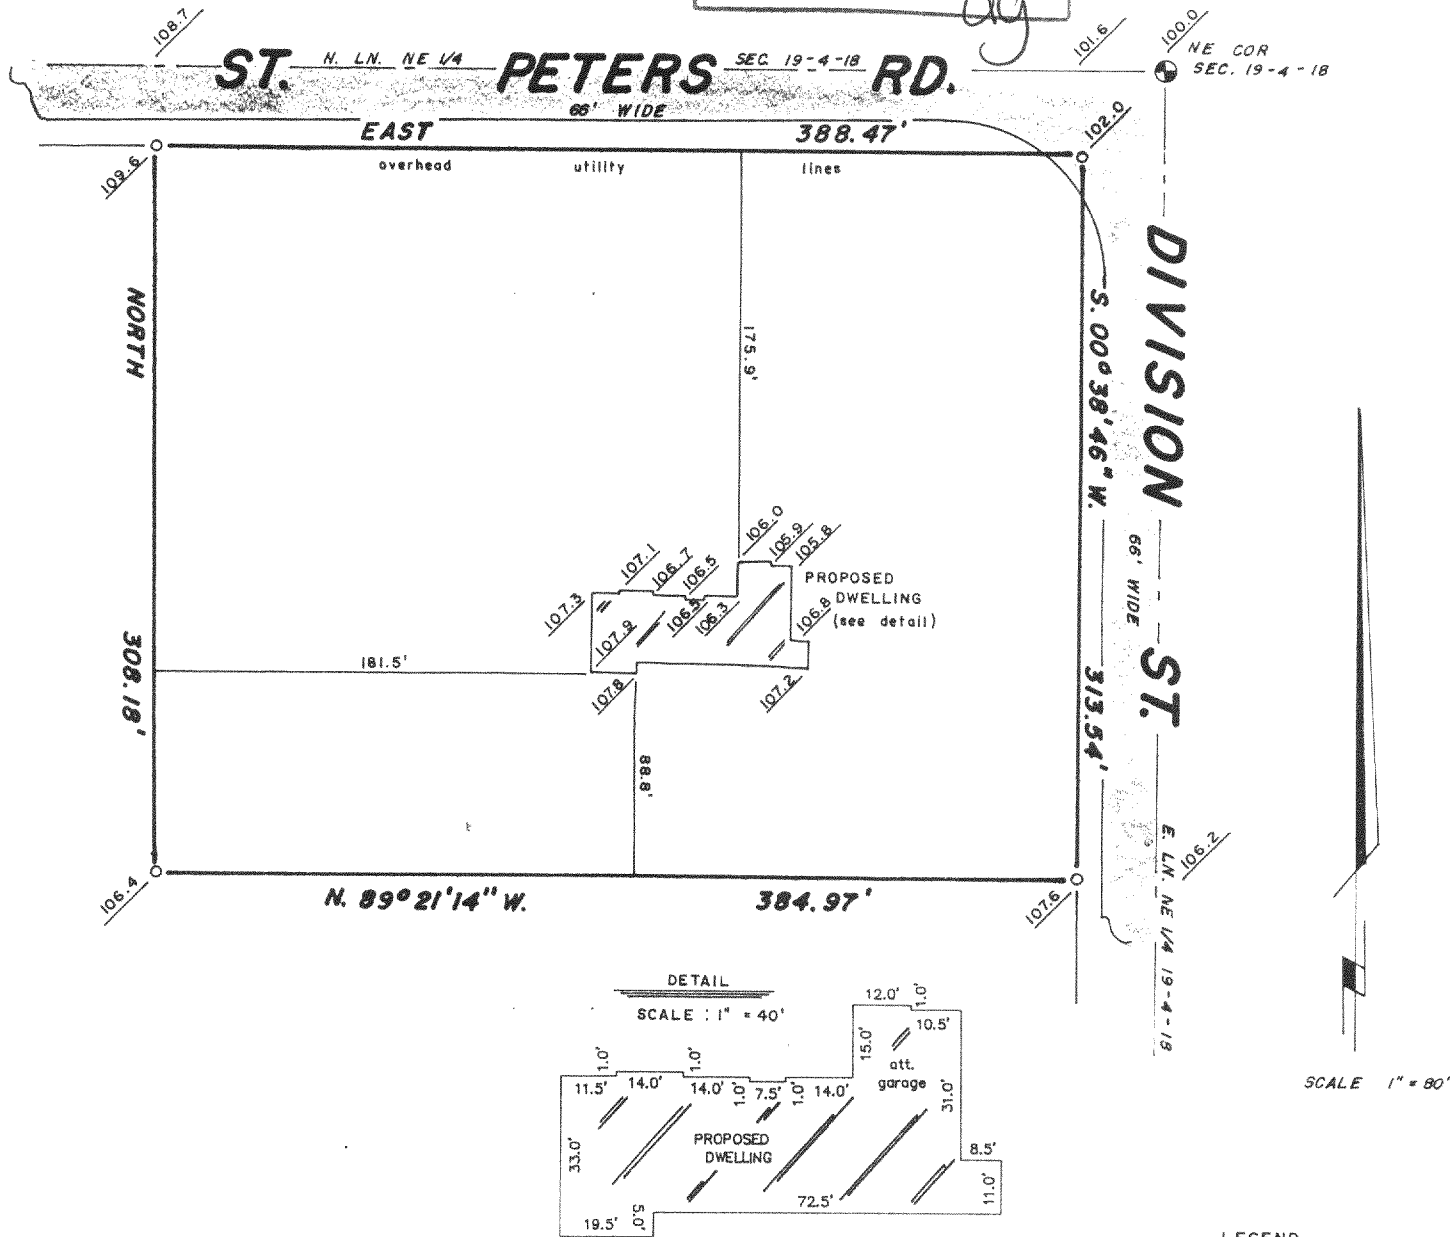 108.7
101.6
100.0
NE COR
SEC. 19-4-18
ST. PETERS RD.
N. LN. NE 1/4
SEC. 19-4-18
66' WIDE
EAST 388.47'
102.0
109.6
overhead utility lines
NORTH 308.18'
175.9'
S. 00° 38' 46" W. 313.54'
DIVISION ST.
66' WIDE
106.0
105.9
105.8
107.1
106.7
106.5
107.3
107.9
106.5
106.3
106.8
PROPOSED
DWELLING
(see detail)
181.5'
107.8
107.2
88.8'
E. LN. NE 1/4 19-4-18
106.2
106.4
N. 89° 21' 14" W. 384.97'
107.6
DETAIL
SCALE : 1" = 40'
12.0'
1.0'
10.5'
15.0'
att.
garage
31.0'
1.0'
1.0'
11.5'
14.0'
14.0'
1.0'
7.5'
1.0'
14.0'
33.0'
PROPOSED
DWELLING
8.5'
11.0'
72.5'
19.5'
5.0'
SCALE 1" = 80'
LEGEND